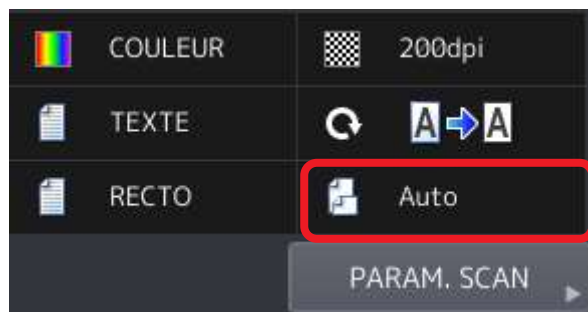 COULEUR 200dpi
TEXTE A A
RECTO Auto
PARAM. SCAN